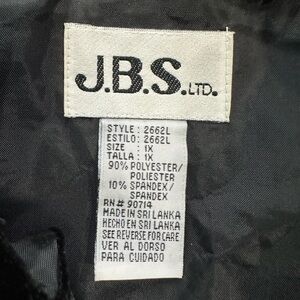 J.B.S. LTD.
STYLE : 2662L
ESTILO : 2662L
SIZE : 1X
TALLA : 1X
90% POLYESTER/
POLIESTER
10% SPANDEX/
SPANDEX
RN# 90714
MADE IN SRI LANKA
HECHO EN SRI LANKA
SEE REVERSE FOR CARE
VER AL DORSO
PARA CUIDADO